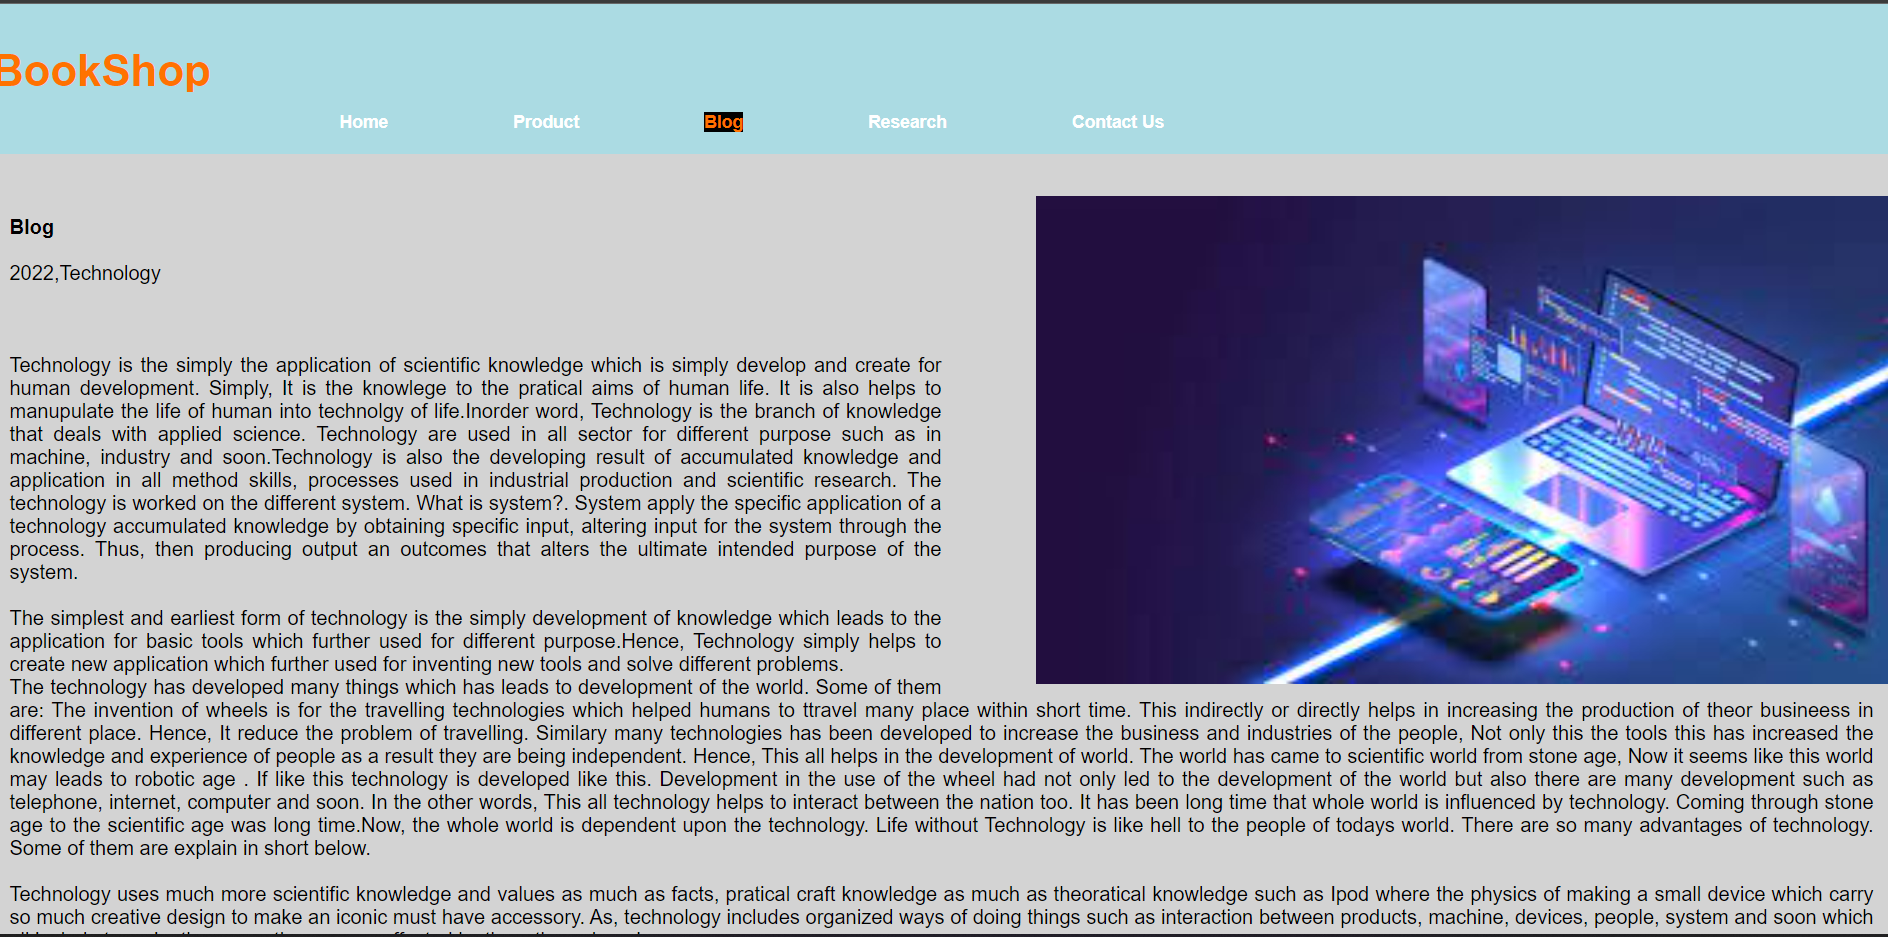 BookShop
Home Product Blog Research Contact Us
Blog
2022,Technology
Technology is the simply the application of scientific knowledge which is simply develop and create for
human development. Simply, It is the knowlege to the pratical aims of human life. It is also helps to
manupulate the life of human into technolgy of life.Inorder word, Technology is the branch of knowledge
that deals with applied science. Technology are used in all sector for different purpose such as in
machine, industry and soon.Technology is also the developing result of accumulated knowledge and
application in all method skills, processes used in industrial production and scientific research. The
technology is worked on the different system. What is system?. System apply the specific application of a
technology accumulated knowledge by obtaining specific input, altering input for the system through the
process. Thus, then producing output an outcomes that alters the ultimate intended purpose of the
system.
The simplest and earliest form of technology is the simply development of knowledge which leads to the
application for basic tools which further used for different purpose.Hence, Technology simply helps to
create new application which further used for inventing new tools and solve different problems.
The technology has developed many things which has leads to development of the world. Some of them
are: The invention of wheels is for the travelling technologies which helped humans to ttravel many place within short time. This indirectly or directly helps in increasing the production of theor busineess in
different place. Hence, It reduce the problem of travelling. Similary many technologies has been developed to increase the business and industries of the people, Not only this the tools this has increased the
knowledge and experience of people as a result they are being independent. Hence, This all helps in the development of world. The world has came to scientific world from stone age, Now it seems like this world
may leads to robotic age . If like this technology is developed like this. Development in the use of the wheel had not only led to the development of the world but also there are many development such as
telephone, internet, computer and soon. In the other words, This all technology helps to interact between the nation too. It has been long time that whole world is influenced by technology. Coming through stone
age to the scientific age was long time.Now, the whole world is dependent upon the technology. Life without Technology is like hell to the people of todays world. There are so many advantages of technology.
Some of them are explain in short below.
Technology uses much more scientific knowledge and values as much as facts, pratical craft knowledge as much as theoratical knowledge such as Ipod where the physics of making a small device which carry
so much creative design to make an iconic must have accessory. As, technology includes organized ways of doing things such as interaction between products, machine, devices, people, system and soon which